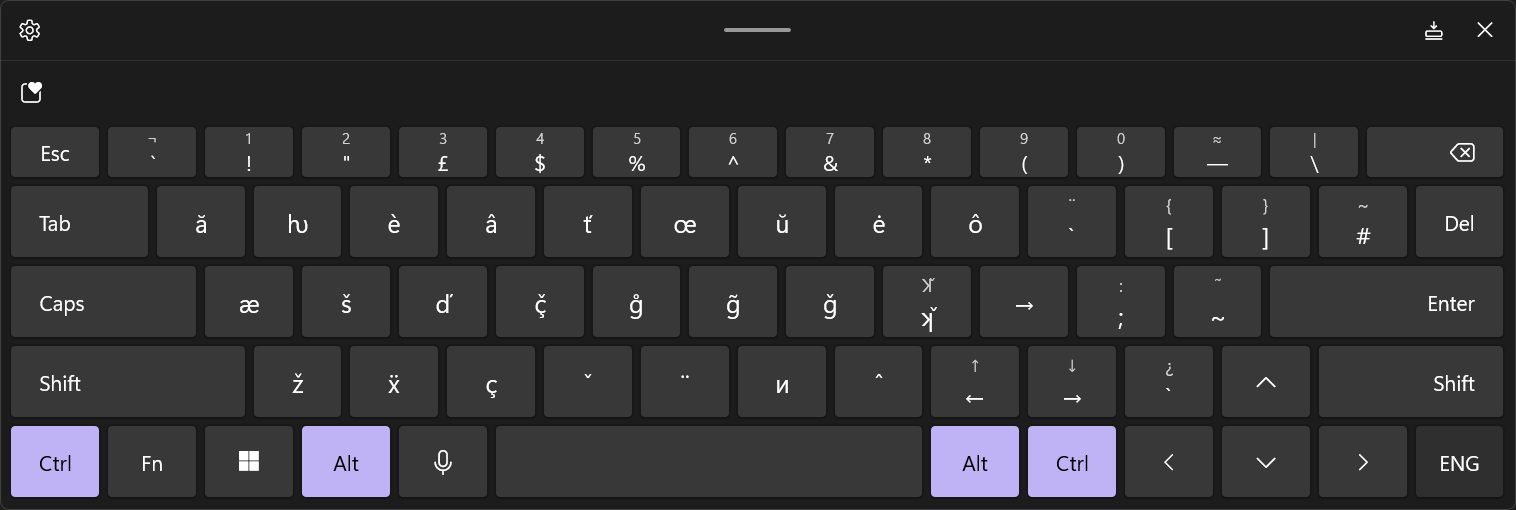 ¬ 1 2 3 4 5 6 7 8 9 0 ≈ |
Esc ` ! " £ $ % ^ & * ( ) — \
¨ { } ~
Tab ă ƕ è â ť œ ŭ ė ô ` [ ] # Del
: ~
Caps æ š ď ç̌ g̊ g̃ ǧ → ; ~ Enter
↑ ↓ ¿
Shift ž ẍ ç ˇ ¨ и ˆ ← → ` Shift
Ctrl Fn Alt Alt Ctrl ENG